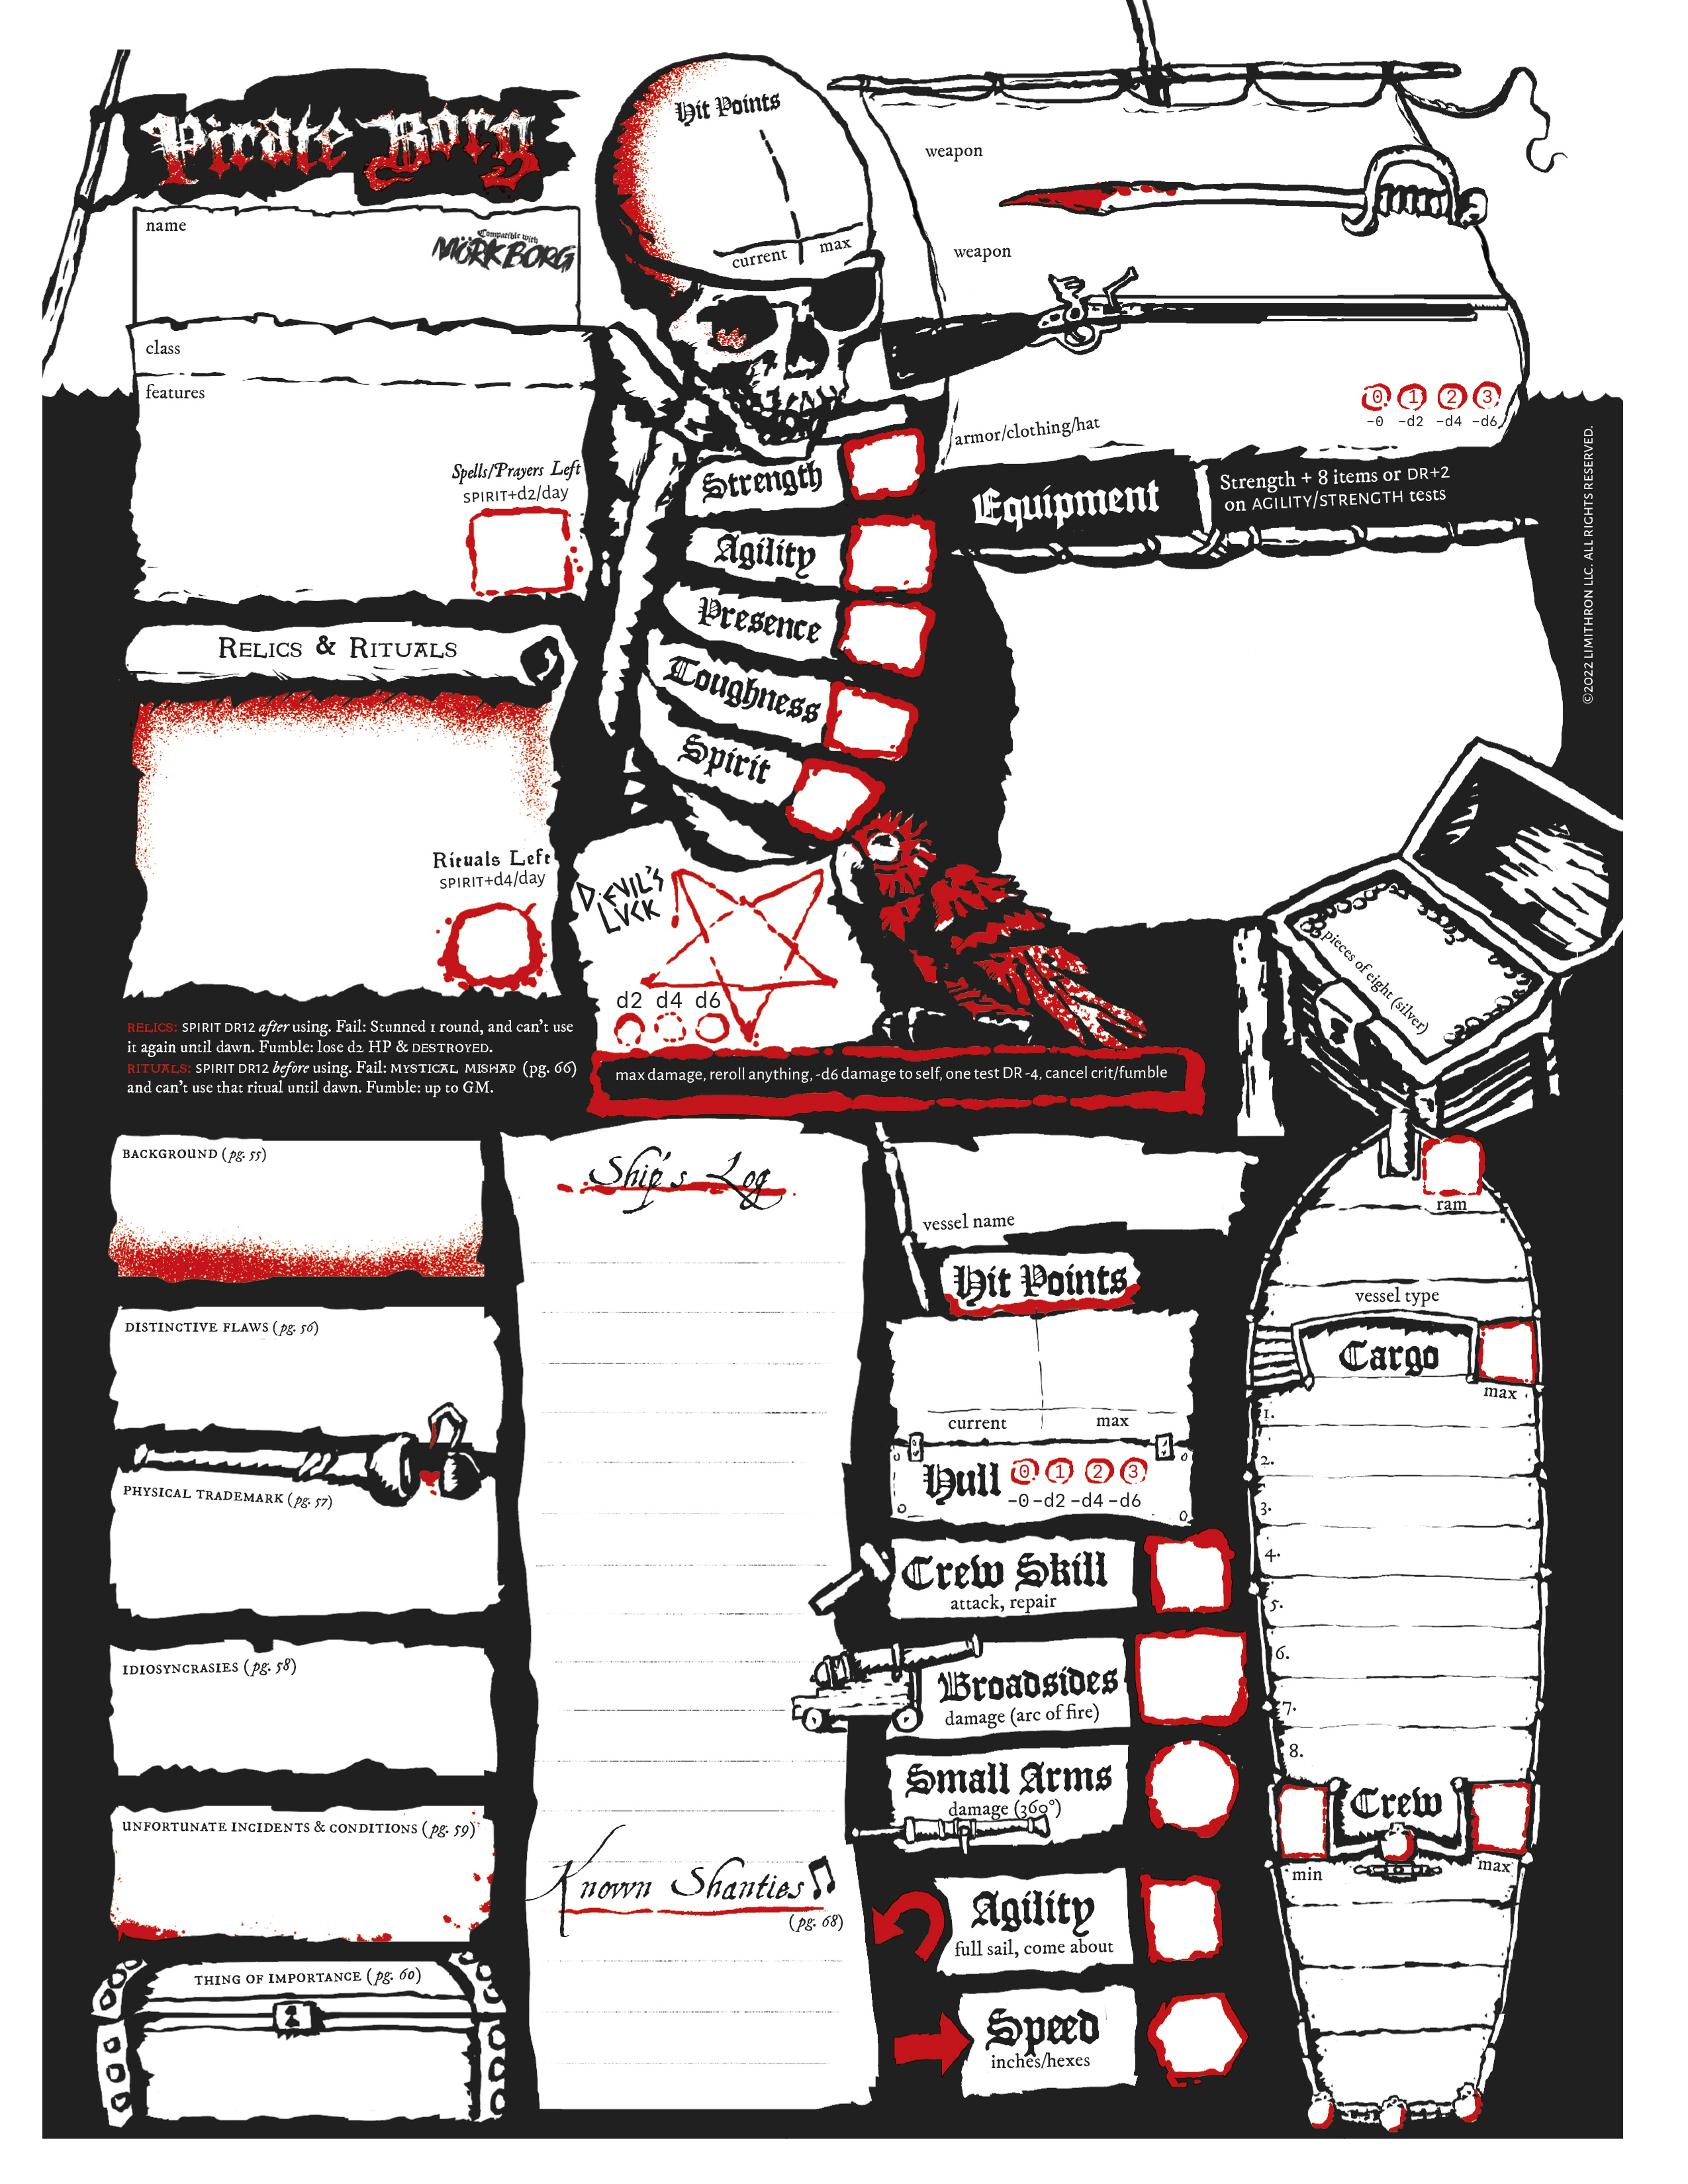 Pirate Borg
name
Compatible with
MÖRK BORG
class
features
Spells/Prayers Left
SPIRIT+d2/day
RELICS & RITUALS
Rituals Left
SPIRIT+d4/day
RELICS: SPIRIT DR12 after using. Fail: Stunned 1 round, and can't use
it again until dawn. Fumble: lose d2 HP & DESTROYED.
RITUALS: SPIRIT DR12 before using. Fail: MYSTICAL MISHAP (pg. 66)
and can't use that ritual until dawn. Fumble: up to GM.
Hit Points
current max
Strength
Agility
Presence
Toughness
Spirit
DEVIL'S
LUCK
d2 d4 d6
max damage, reroll anything, -d6 damage to self, one test DR -4, cancel crit/fumble
weapon
weapon
armor/clothing/hat
0 1 2 3
-0 -d2 -d4 -d6
Equipment
Strength + 8 items or DR+2
on AGILITY/STRENGTH tests
©2022 LIMITHRON LLC. ALL RIGHTS RESERVED.
pieces of eight (silver)
BACKGROUND (pg. 55)
DISTINCTIVE FLAWS (pg. 56)
PHYSICAL TRADEMARK (pg. 57)
IDIOSYNCRASIES (pg. 58)
UNFORTUNATE INCIDENTS & CONDITIONS (pg. 59)
THING OF IMPORTANCE (pg. 60)
Ship's Log
Known Shanties
(pg. 68)
vessel name
Hit Points
current max
Hull 0 1 2 3
-0 -d2 -d4 -d6
Crew Skill
attack, repair
Broadsides
damage (arc of fire)
Small Arms
damage (360°)
Agility
full sail, come about
Speed
inches/hexes
ram
vessel type
Cargo
max
1.
2.
3.
4.
5.
6.
7.
8.
Crew
min max